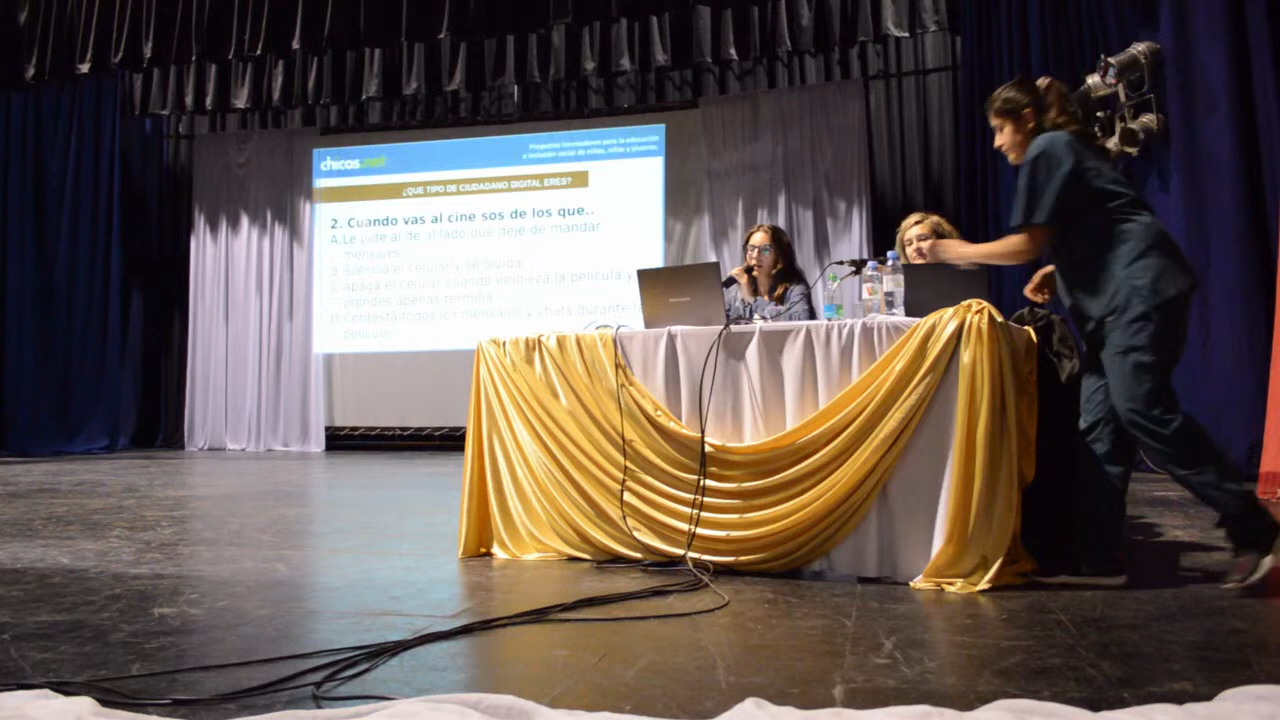 chicos.net
Proyectos innovadores para la educación
e inclusión social de niños, niñas y jóvenes.
¿QUE TIPO DE CIUDADANO DIGITAL ERES?
2. Cuando vas al cine sos de los que..
A.Le pide al de al lado que deje de mandar
mensajes
B.Silencia el celular y se olvida
C.Apaga el celular cuando empieza la película y
prendes apenas termina
D.Contesta todos los mensajes y chats durante la
película